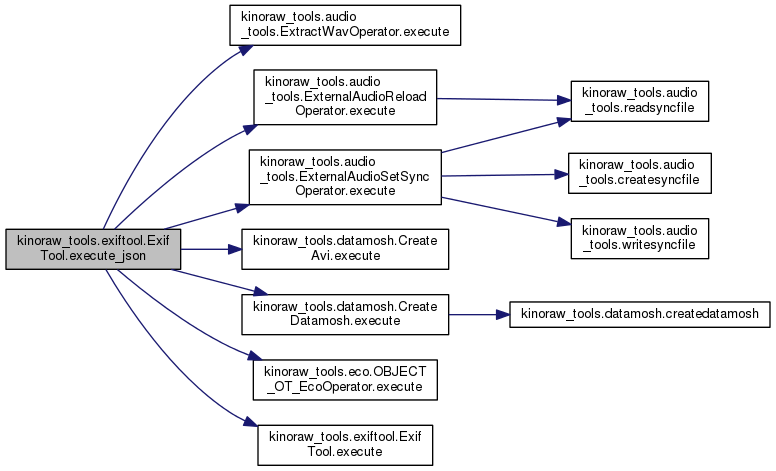 kinoraw_tools.audio
_tools.ExtractWavOperator.execute
kinoraw_tools.audio
_tools.ExternalAudioReload
Operator.execute
kinoraw_tools.audio
_tools.readsyncfile
kinoraw_tools.audio
_tools.ExternalAudioSetSync
Operator.execute
kinoraw_tools.audio
_tools.createsyncfile
kinoraw_tools.audio
_tools.writesyncfile
kinoraw_tools.exiftool.Exif
Tool.execute_json
kinoraw_tools.datamosh.Create
Avi.execute
kinoraw_tools.datamosh.Create
Datamosh.execute
kinoraw_tools.datamosh.createdatamosh
kinoraw_tools.eco.OBJECT
_OT_EcoOperator.execute
kinoraw_tools.exiftool.Exif
Tool.execute